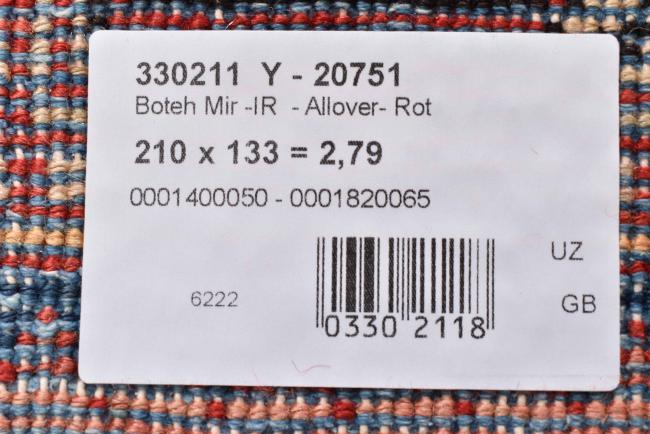 330211 Y - 20751
Boteh Mir -IR - Allover- Rot
210 x 133 = 2,79
0001400050 - 0001820065
UZ
6222
GB
0330 2118